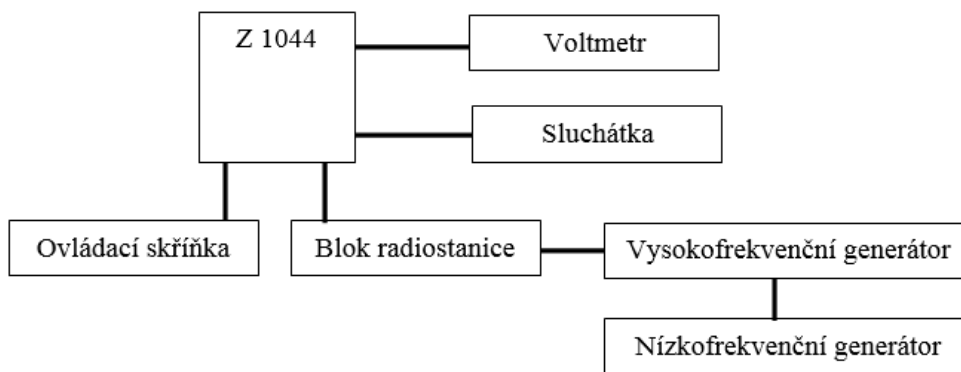 Z 1044
Voltmetr
Sluchátka
Ovládací skříňka
Blok radiostanice
Vysokofrekvenční generátor
Nízkofrekvenční generátor